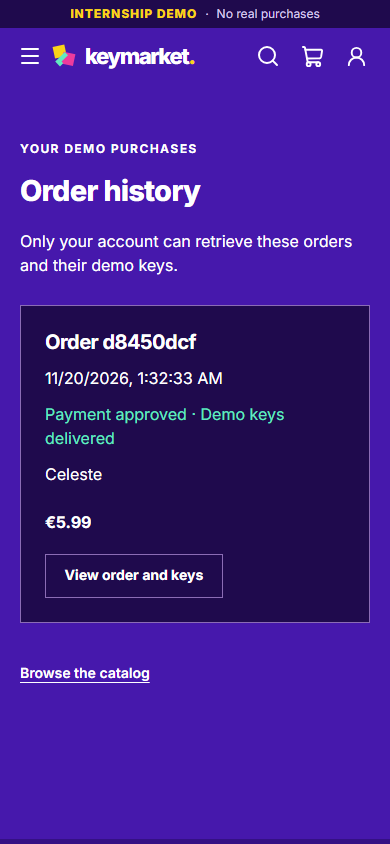 INTERNSHIP DEMO · No real purchases
keymarket.
YOUR DEMO PURCHASES
Order history
Only your account can retrieve these orders
and their demo keys.
Order d8450dcf
11/20/2026, 1:32:33 AM
Payment approved · Demo keys
delivered
Celeste
€5.99
View order and keys
Browse the catalog